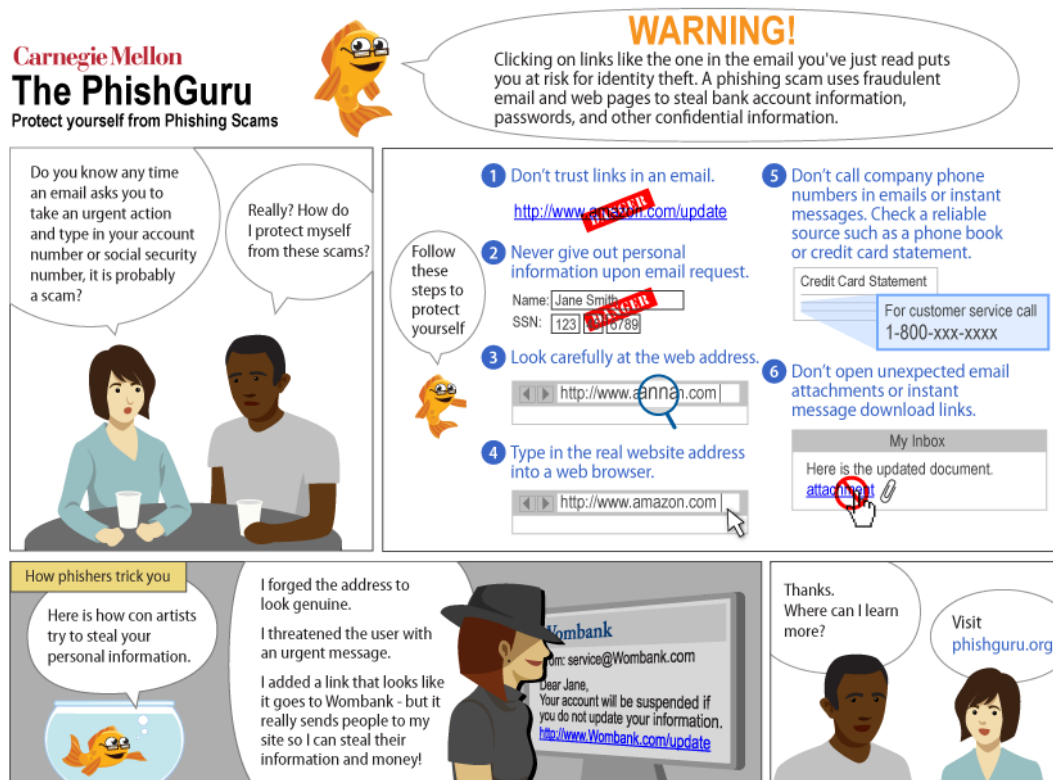 Carnegie Mellon
The PhishGuru
Protect yourself from Phishing Scams
WARNING!
Clicking on links like the one in the email you've just read puts
you at risk for identity theft. A phishing scam uses fraudulent
email and web pages to steal bank account information,
passwords, and other confidential information.
Do you know any time
an email asks you to
take an urgent action
and type in your account
number or social security
number, it is probably
a scam?
Really? How do
I protect myself
from these scams?
Follow
these
steps to
protect
yourself
1 Don't trust links in an email.
http://www.amazon.com/update
DANGER
2 Never give out personal
information upon email request.
Name: Jane Smith
SSN: 123 6789
DANGER
3 Look carefully at the web address.
http://www.annan.com
4 Type in the real website address
into a web browser.
http://www.amazon.com
5 Don't call company phone
numbers in emails or instant
messages. Check a reliable
source such as a phone book
or credit card statement.
Credit Card Statement
For customer service call
1-800-xxx-xxxx
6 Don't open unexpected email
attachments or instant
message download links.
My Inbox
Here is the updated document.
attachment
How phishers trick you
Here is how con artists
try to steal your
personal information.
I forged the address to
look genuine.
I threatened the user with
an urgent message.
I added a link that looks like
it goes to Wombank - but it
really sends people to my
site so I can steal their
information and money!
Wombank
From: service@Wombank.com
Dear Jane,
Your account will be suspended if
you do not update your information.
http://www.Wombank.com/update
Thanks.
Where can I learn
more?
Visit
phishguru.org